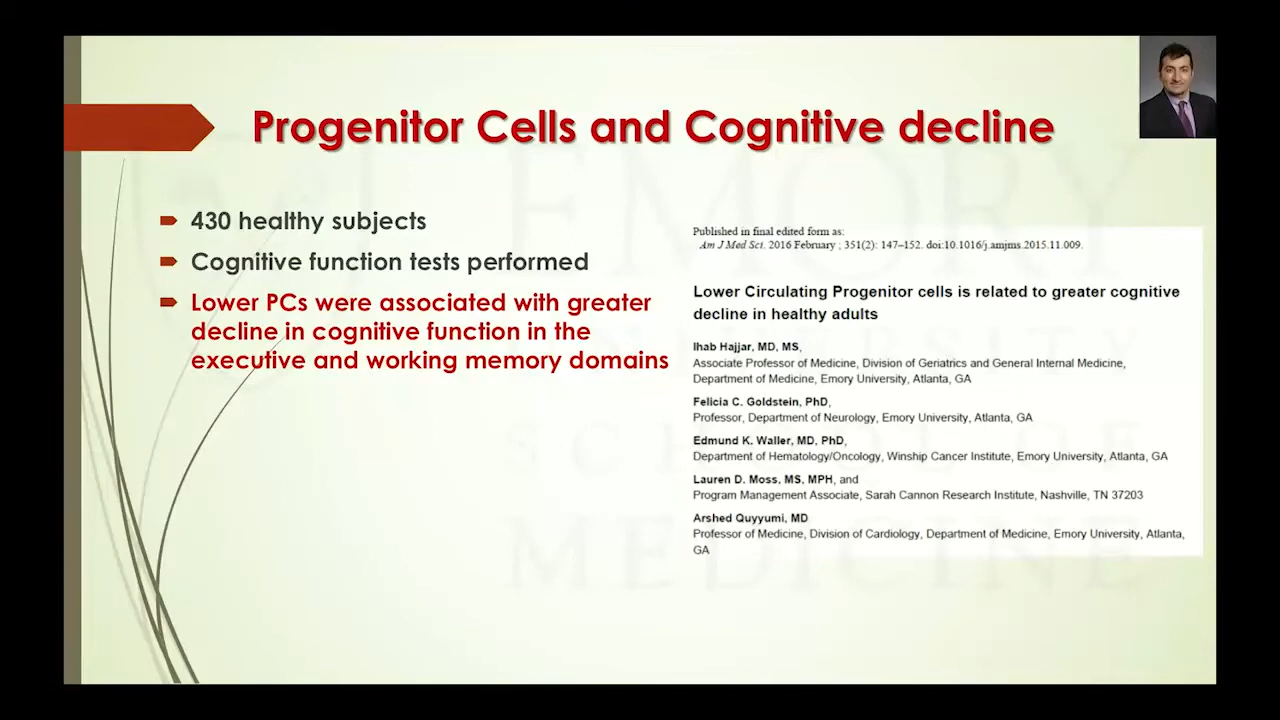 Progenitor Cells and Cognitive decline
430 healthy subjects
Cognitive function tests performed
Lower PCs were associated with greater
decline in cognitive function in the
executive and working memory domains
Published in final edited form as:
Am J Med Sci. 2016 February ; 351(2): 147–152. doi:10.1016/j.amjms.2015.11.009.
Lower Circulating Progenitor cells is related to greater cognitive
decline in healthy adults
Ihab Hajjar, MD, MS,
Associate Professor of Medicine, Division of Geriatrics and General Internal Medicine,
Department of Medicine, Emory University, Atlanta, GA
Felicia C. Goldstein, PhD,
Professor, Department of Neurology, Emory University, Atlanta, GA
Edmund K. Waller, MD, PhD,
Department of Hematology/Oncology, Winship Cancer Institute, Emory University, Atlanta, GA
Lauren D. Moss, MS, MPH, and
Program Management Associate, Sarah Cannon Research Institute, Nashville, TN 37203
Arshed Quyyumi, MD
Professor of Medicine, Division of Cardiology, Department of Medicine, Emory University, Atlanta,
GA
EMORY
UNIVERSITY
SCHOOL OF
MEDICINE